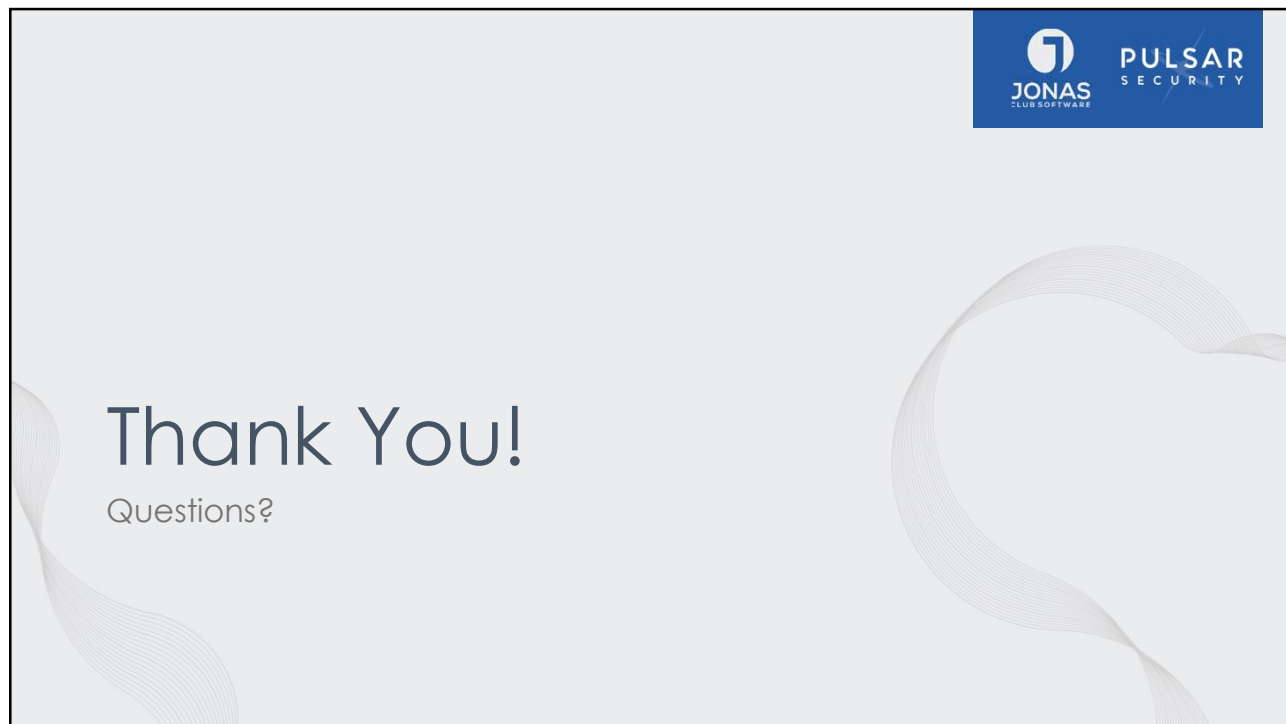 JONAS
CLUB SOFTWARE
PULSAR
SECURITY
Thank You!
Questions?